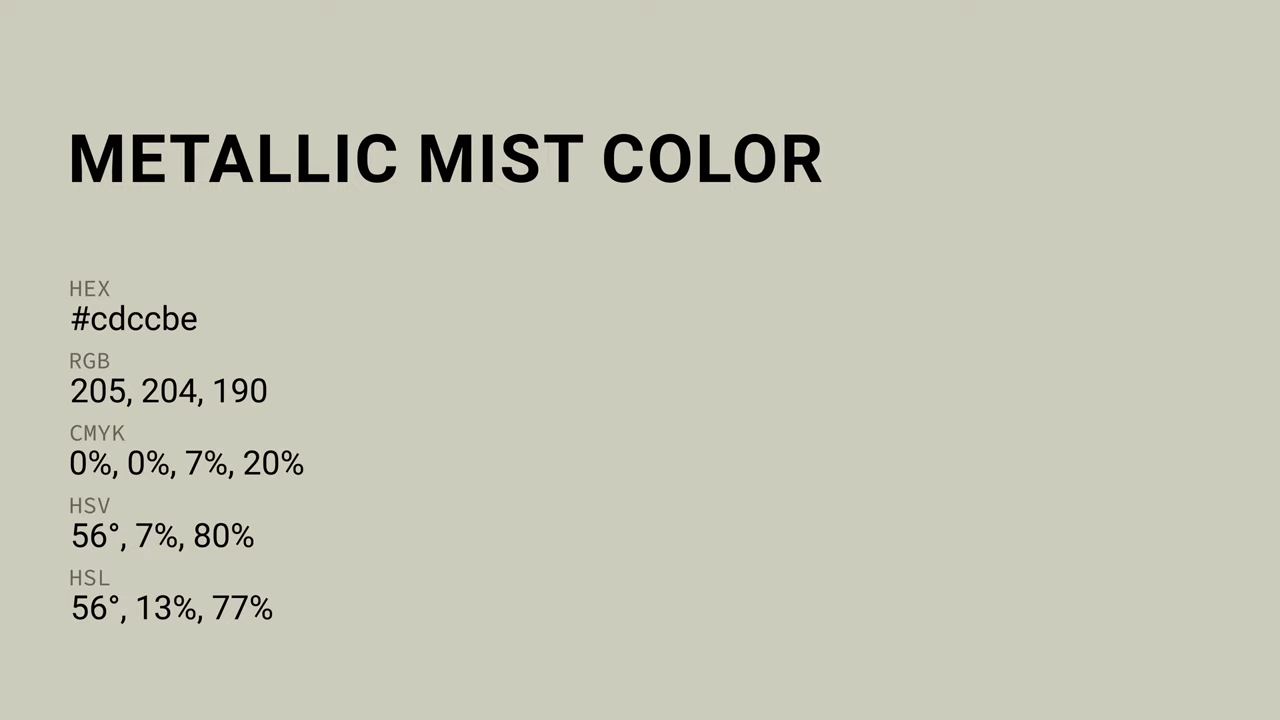 METALLIC MIST COLOR
HEX
#cdccbe
RGB
205, 204, 190
CMYK
0%, 0%, 7%, 20%
HSV
56°, 7%, 80%
HSL
56°, 13%, 77%